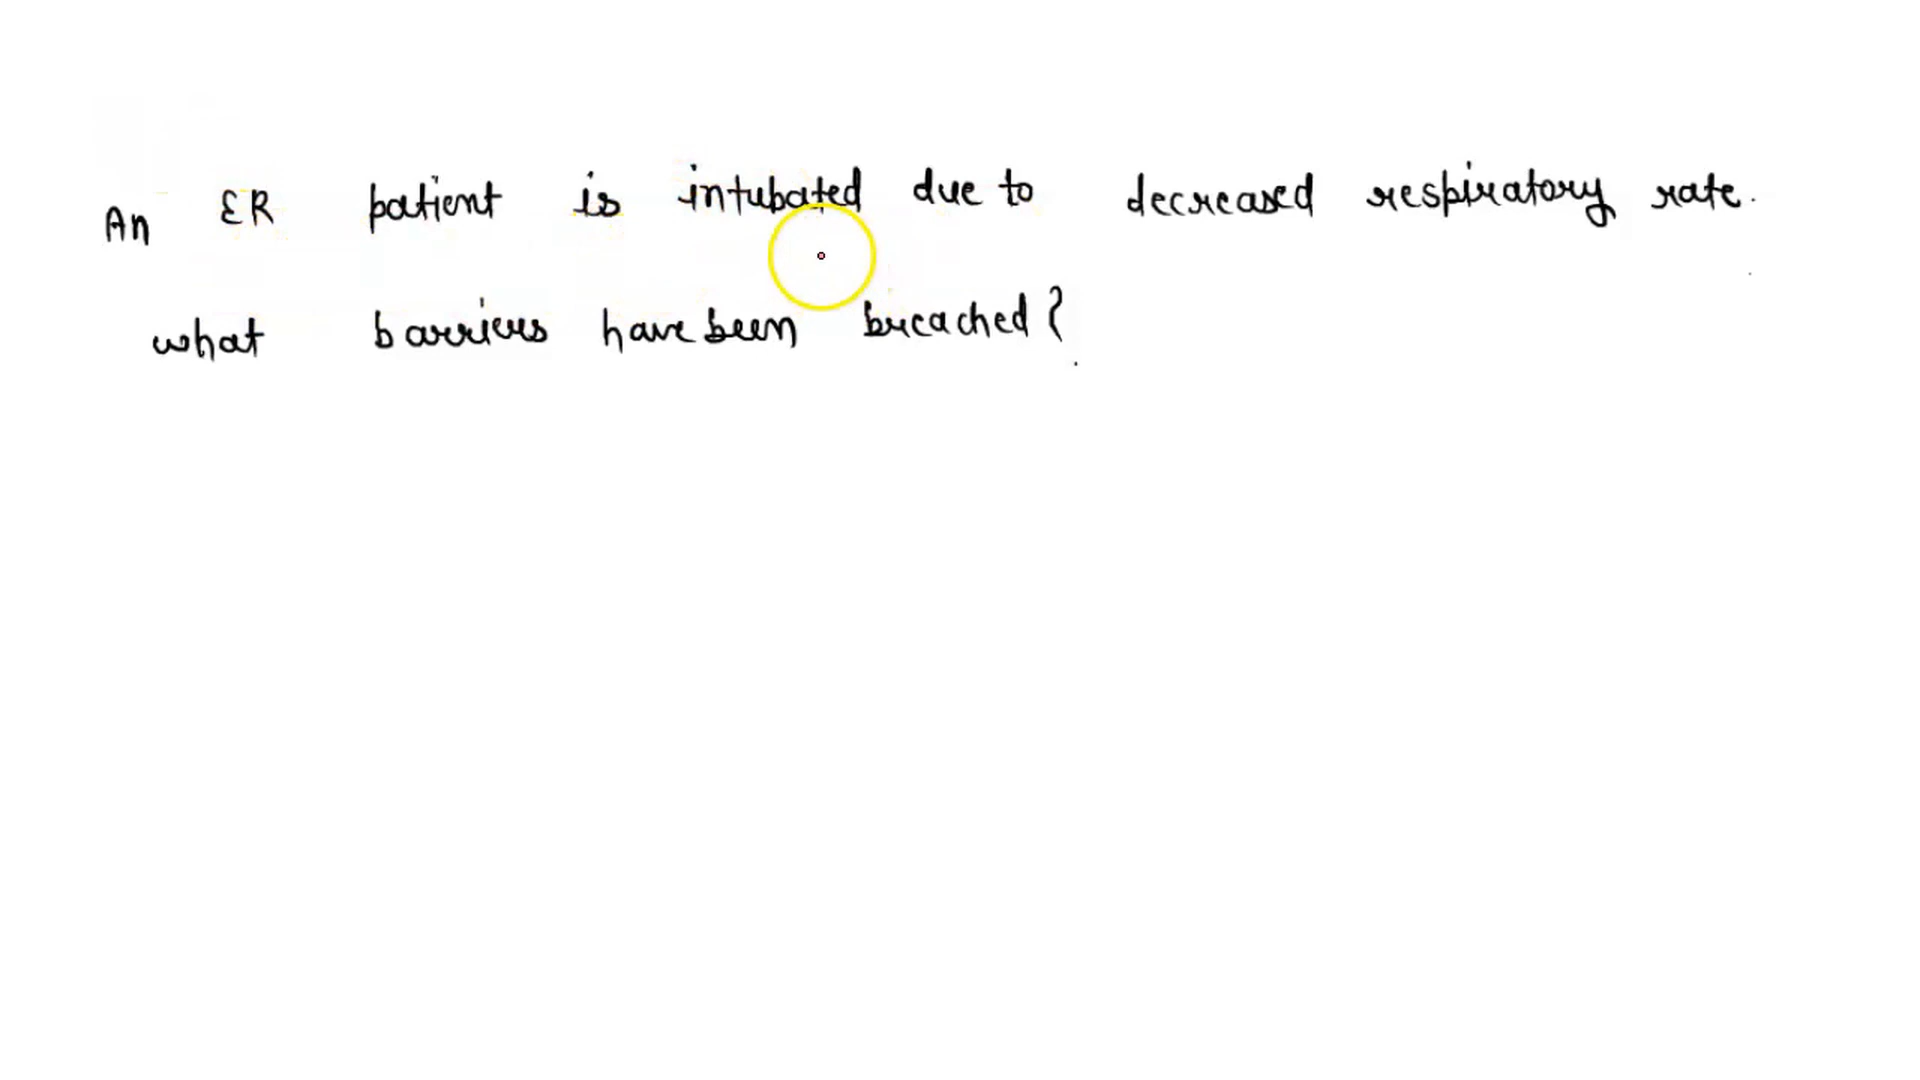 An ER patient is intubated due to decreased respiratory rate.
what barriers have been breached?